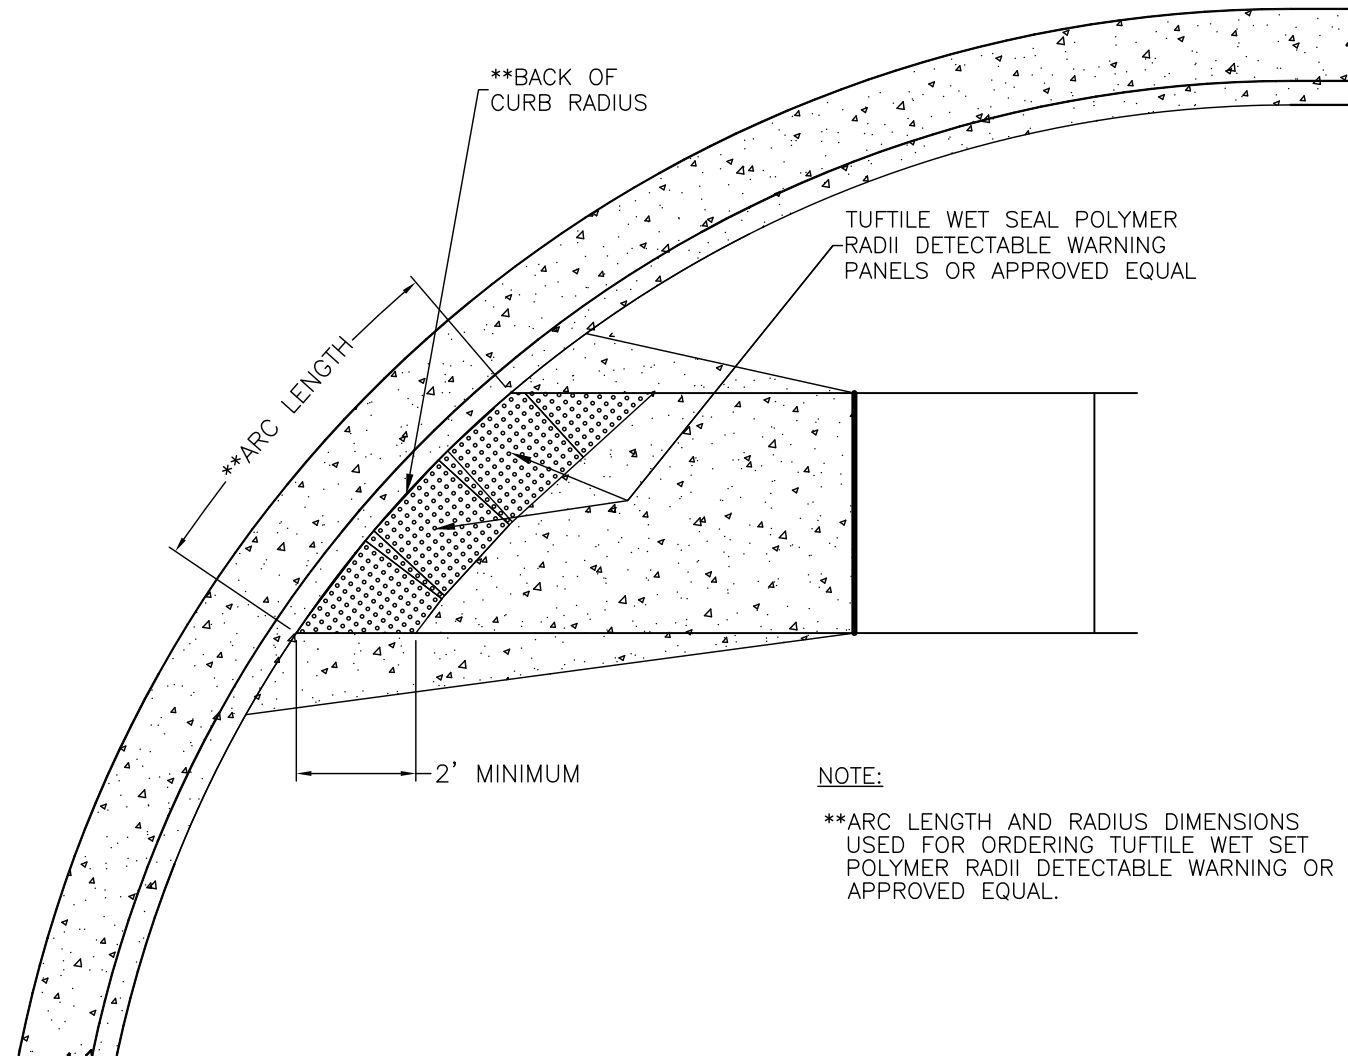 **BACK OF
CURB RADIUS
TUFTILE WET SEAL POLYMER
RADII DETECTABLE WARNING
PANELS OR APPROVED EQUAL
**ARC LENGTH
2' MINIMUM
NOTE:
**ARC LENGTH AND RADIUS DIMENSIONS
USED FOR ORDERING TUFTILE WET SET
POLYMER RADII DETECTABLE WARNING OR
APPROVED EQUAL.